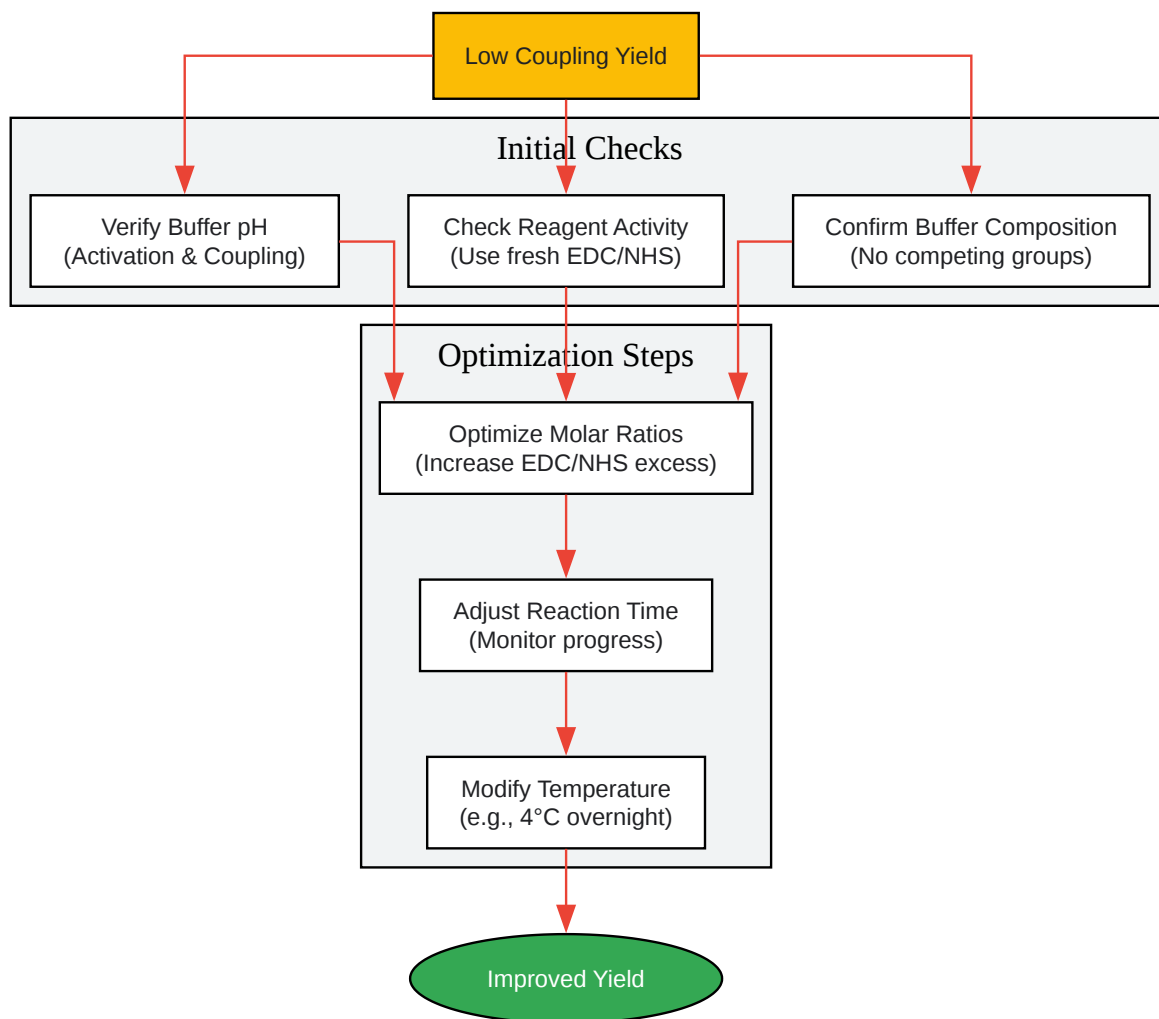 Low Coupling Yield
Initial Checks
Verify Buffer pH
(Activation & Coupling)
Check Reagent Activity
(Use fresh EDC/NHS)
Confirm Buffer Composition
(No competing groups)
Optimization Steps
Optimize Molar Ratios
(Increase EDC/NHS excess)
Adjust Reaction Time
(Monitor progress)
Modify Temperature
(e.g., 4°C overnight)
Improved Yield